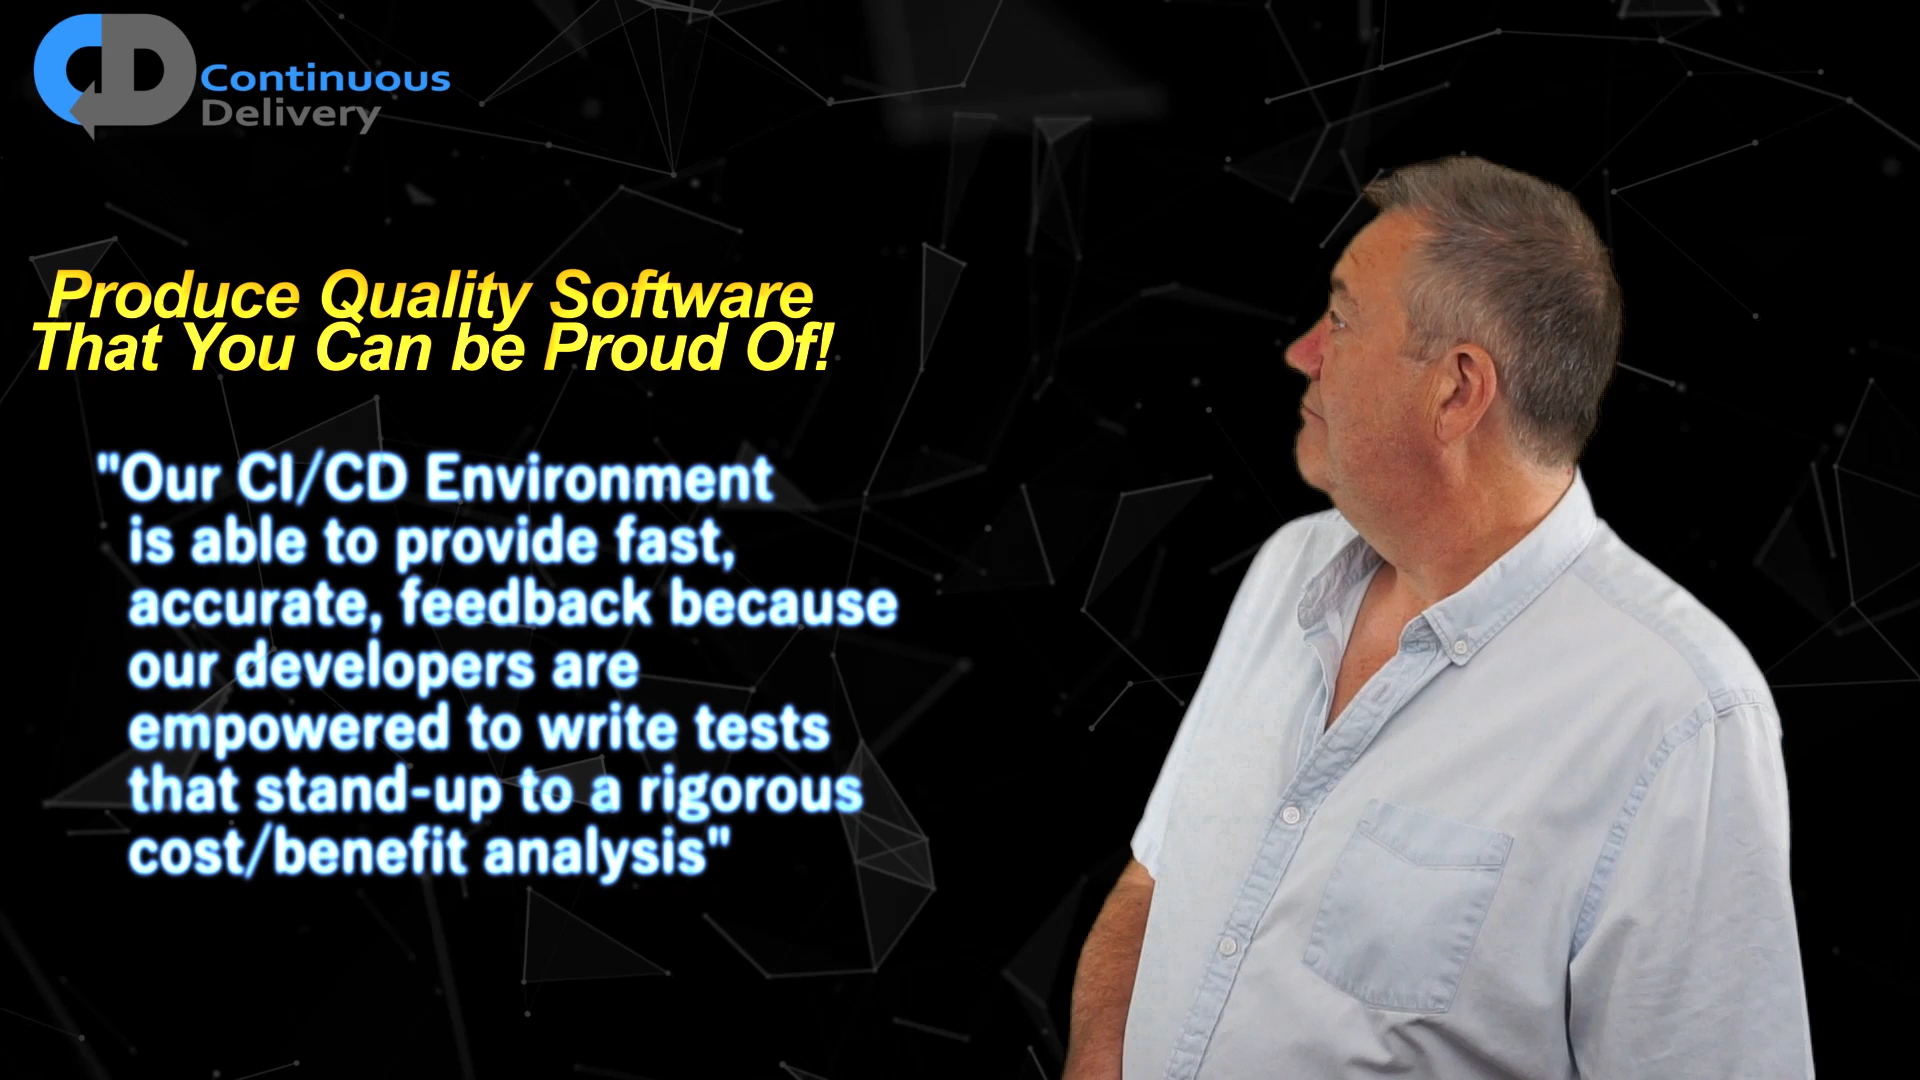 Continuous
Delivery
Produce Quality Software
That You Can be Proud Of!
"Our CI/CD Environment
is able to provide fast,
accurate, feedback because
our developers are
empowered to write tests
that stand-up to a rigorous
cost/benefit analysis"